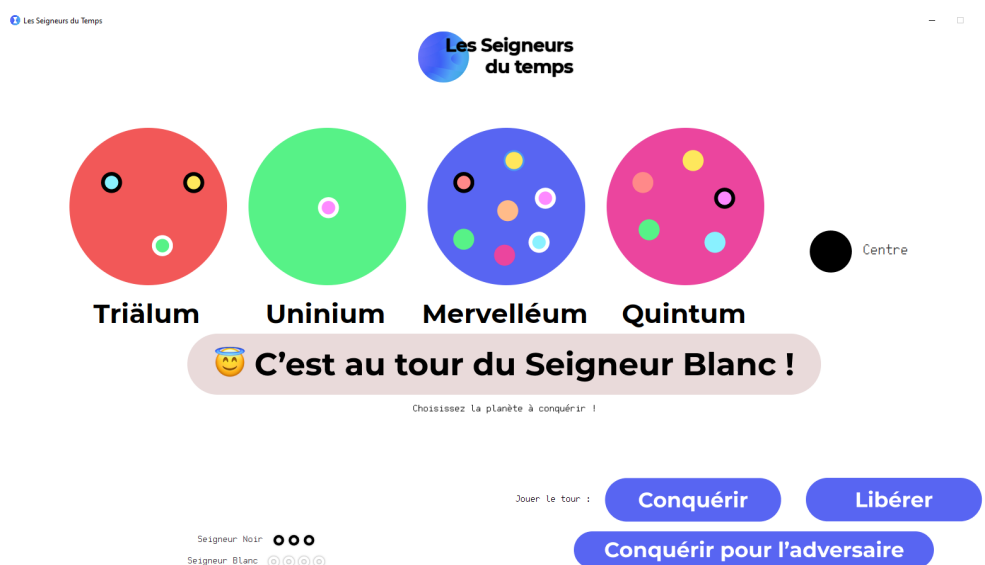 Les Seigneurs du Temps
Les Seigneurs
du temps
Centre
Triälum
Uninium
Mervelléum
Quintum
C’est au tour du Seigneur Blanc !
Choisissez la planète à conquérir !
Jouer le tour :
Conquérir
Libérer
Seigneur Noir
Conquérir pour l’adversaire
Seigneur Blanc